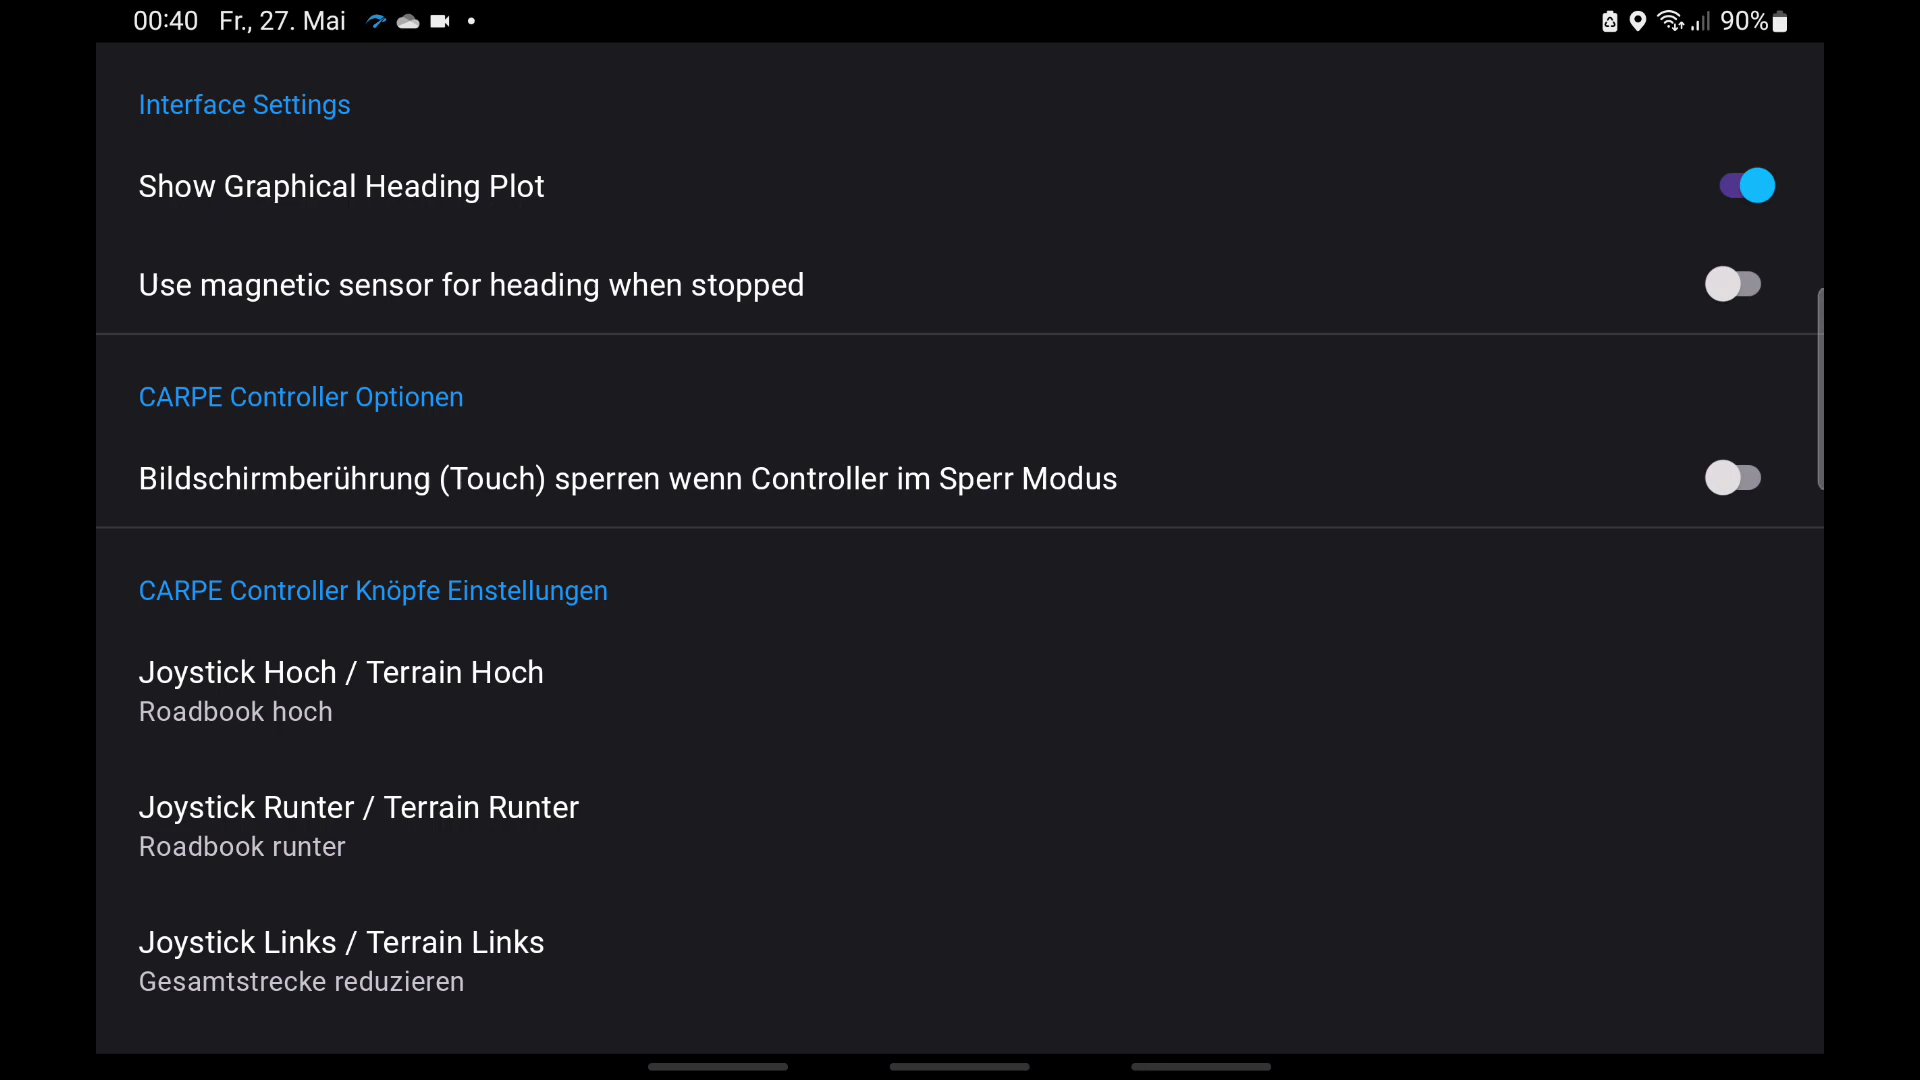 00:40 Fr., 27. Mai 90%
Interface Settings
Show Graphical Heading Plot
Use magnetic sensor for heading when stopped
CARPE Controller Optionen
Bildschirmberührung (Touch) sperren wenn Controller im Sperr Modus
CARPE Controller Knöpfe Einstellungen
Joystick Hoch / Terrain Hoch
Roadbook hoch
Joystick Runter / Terrain Runter
Roadbook runter
Joystick Links / Terrain Links
Gesamtstrecke reduzieren